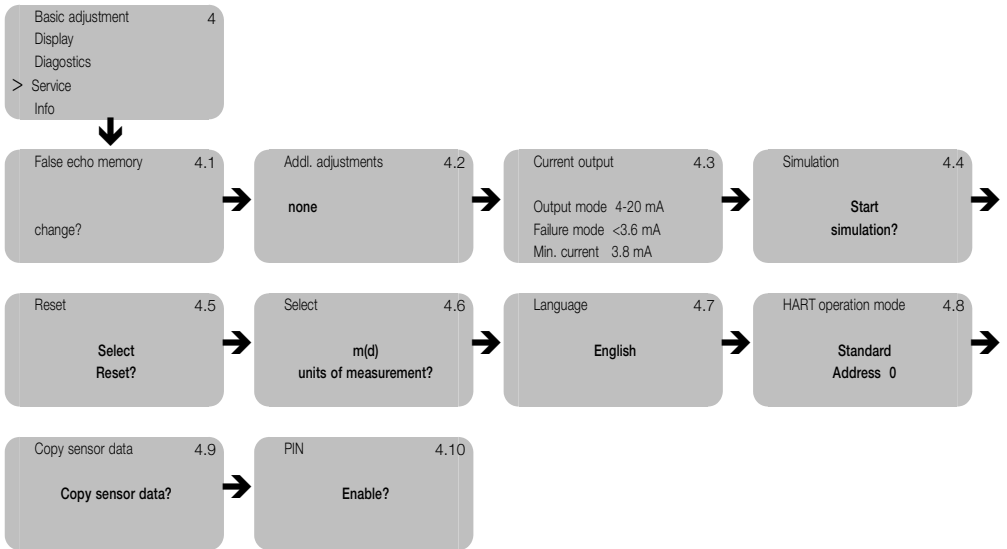 Basic adjustment 4
Display
Diagostics
> Service
Info
False echo memory 4.1
change?
Addl. adjustments 4.2
none
Current output 4.3
Output mode 4-20 mA
Failure mode <3.6 mA
Min. current 3.8 mA
Simulation 4.4
Start
simulation?
Reset 4.5
Select
Reset?
Select 4.6
m(d)
units of measurement?
Language 4.7
English
HART operation mode 4.8
Standard
Address 0
Copy sensor data 4.9
Copy sensor data?
PIN 4.10
Enable?